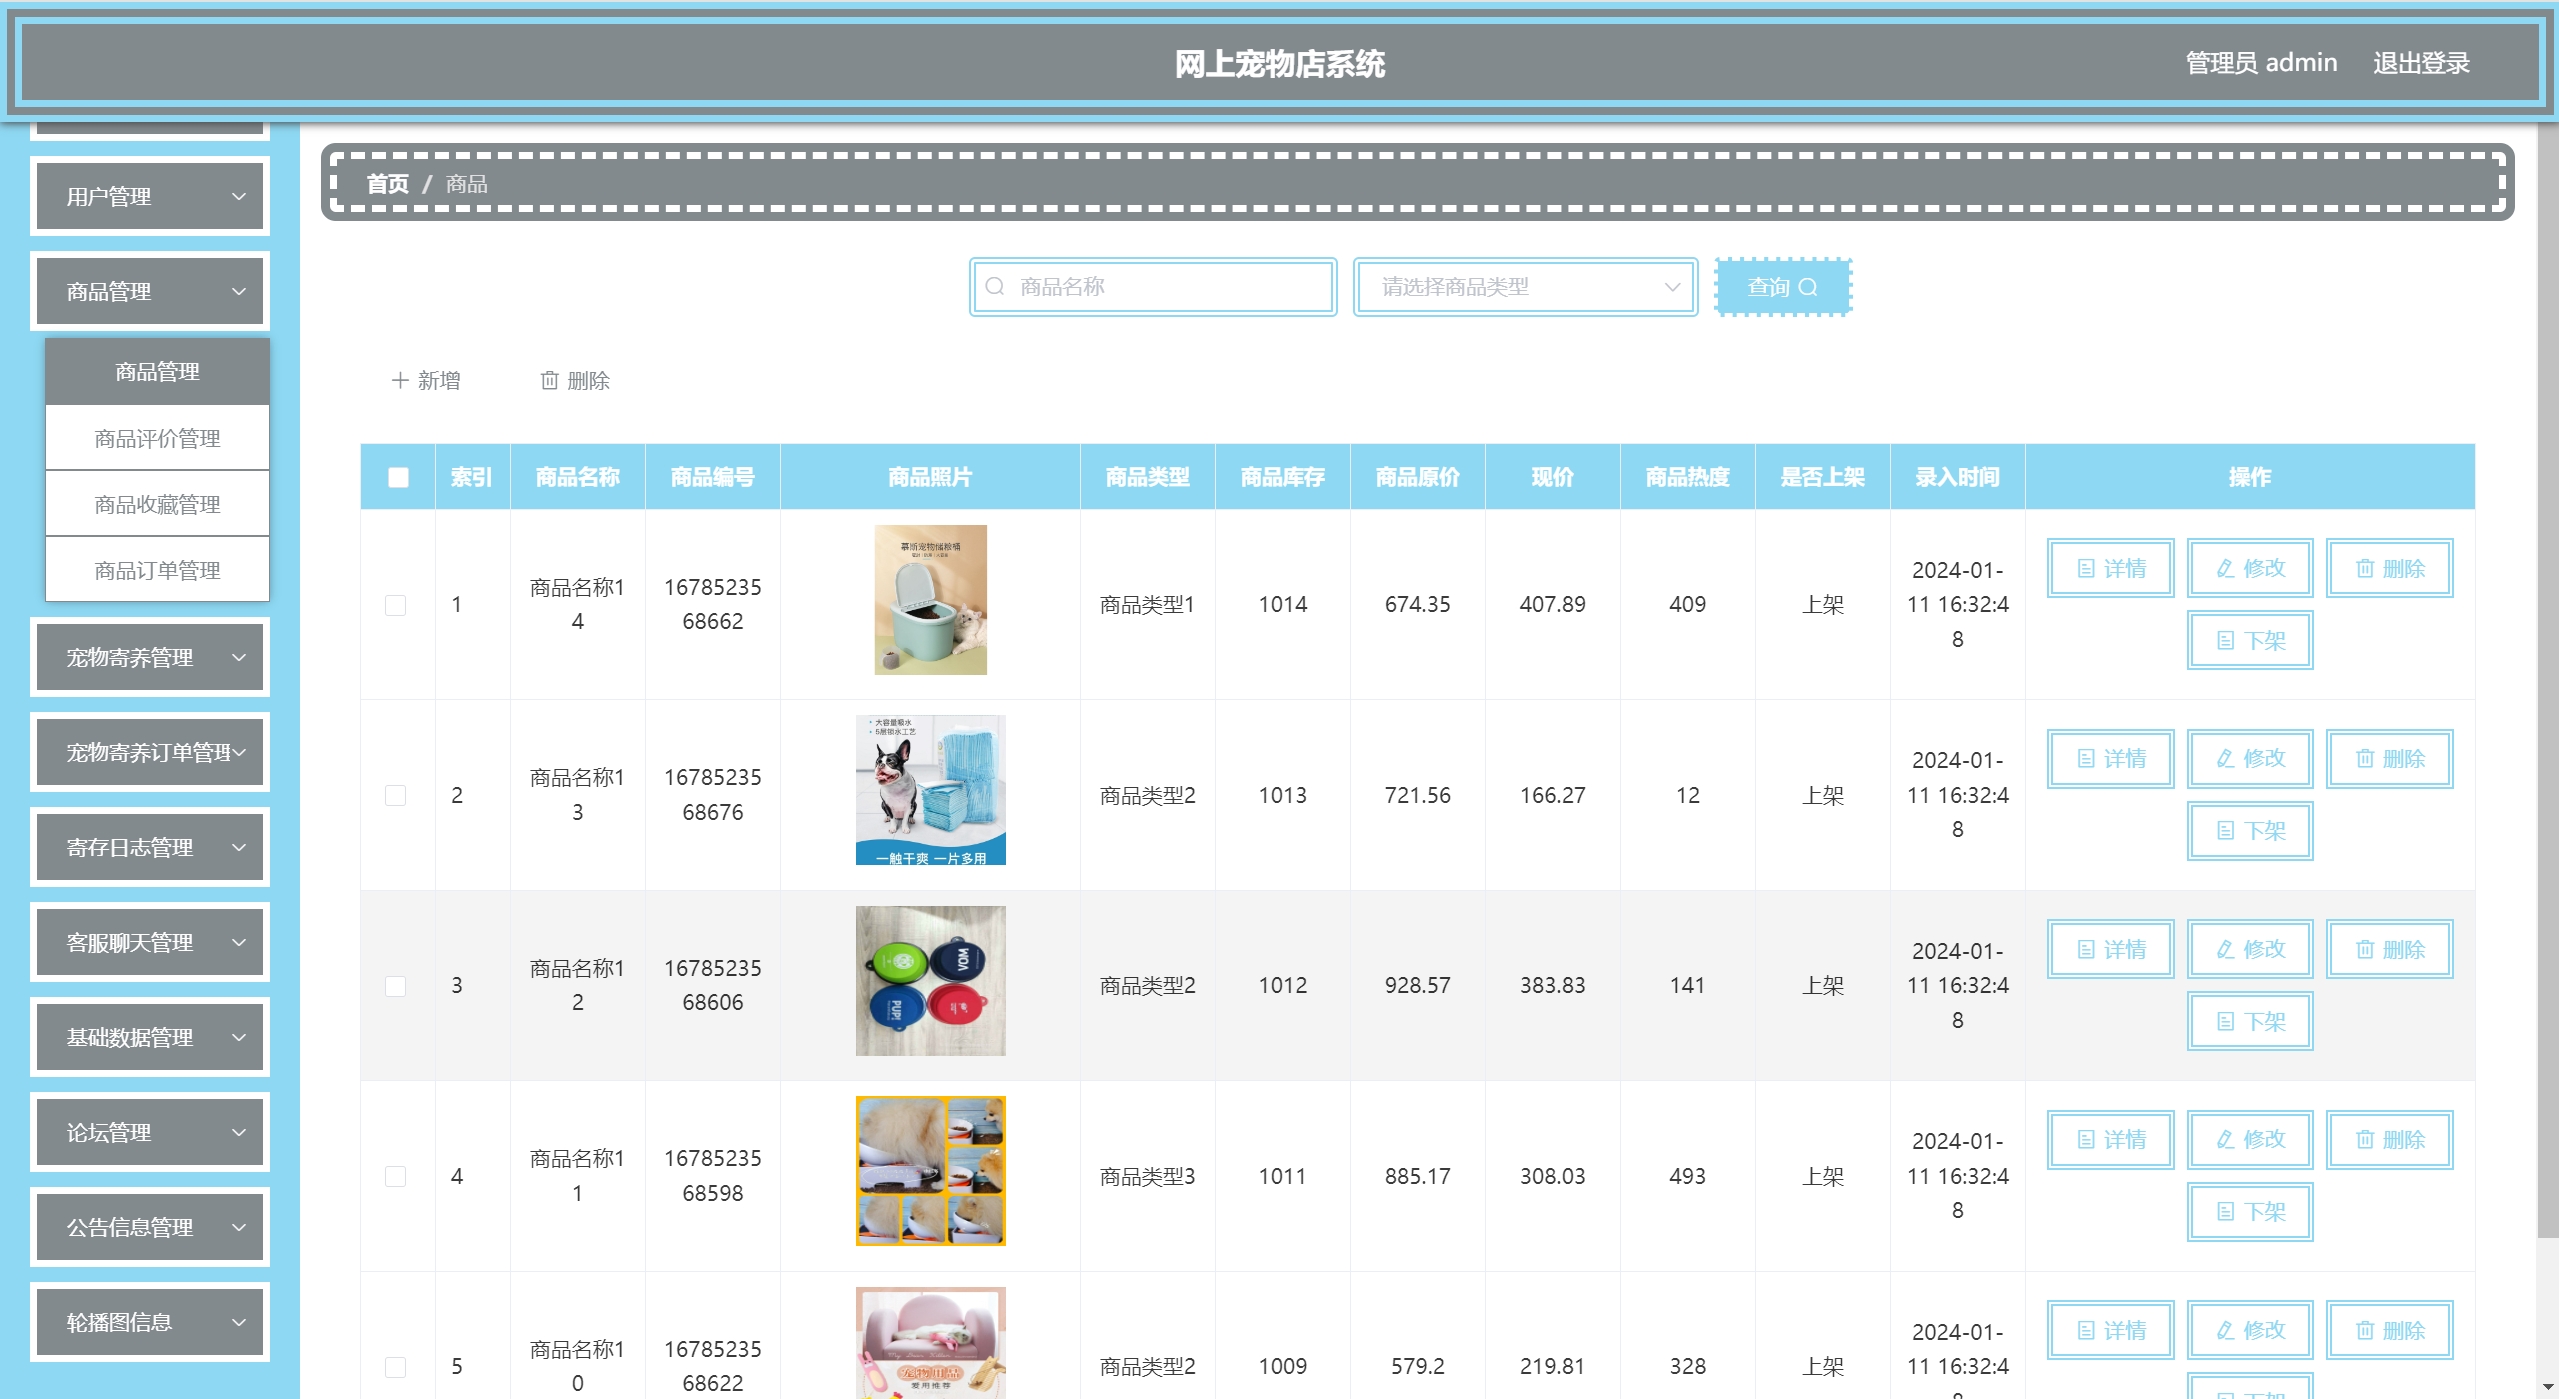 网上宠物店系统
管理员 admin
退出登录
用户管理
商品管理
商品管理
商品评价管理
商品收藏管理
商品订单管理
宠物寄养管理
宠物寄养订单管理
寄存日志管理
客服聊天管理
基础数据管理
论坛管理
公告信息管理
轮播图信息
首页 / 商品
商品名称
请选择商品类型
查询
新增
删除
索引 商品名称 商品编号 商品照片 商品类型 商品库存 商品原价 现价 商品热度 是否上架 录入时间 操作
慕斯宠物储粮桶
1 商品名称14 1678523568662 商品类型1 1014 674.35 407.89 409 上架 2024-01-11 16:32:48 详情 修改 删除
下架
大容量吸水
5层锁水工艺
2 商品名称13 1678523568676 商品类型2 1013 721.56 166.27 12 上架 2024-01-11 16:32:48 详情 修改 删除
下架
一触干爽 一片多用
VOM
PUP!
3 商品名称12 1678523568606 商品类型2 1012 928.57 383.83 141 上架 2024-01-11 16:32:48 详情 修改 删除
下架
4 商品名称11 1678523568598 商品类型3 1011 885.17 308.03 493 上架 2024-01-11 16:32:48 详情 修改 删除
下架
宠物用品
爱用推荐
5 商品名称10 1678523568622 商品类型2 1009 579.2 219.81 328 上架 2024-01-11 16:32:48 详情 修改 删除
下架